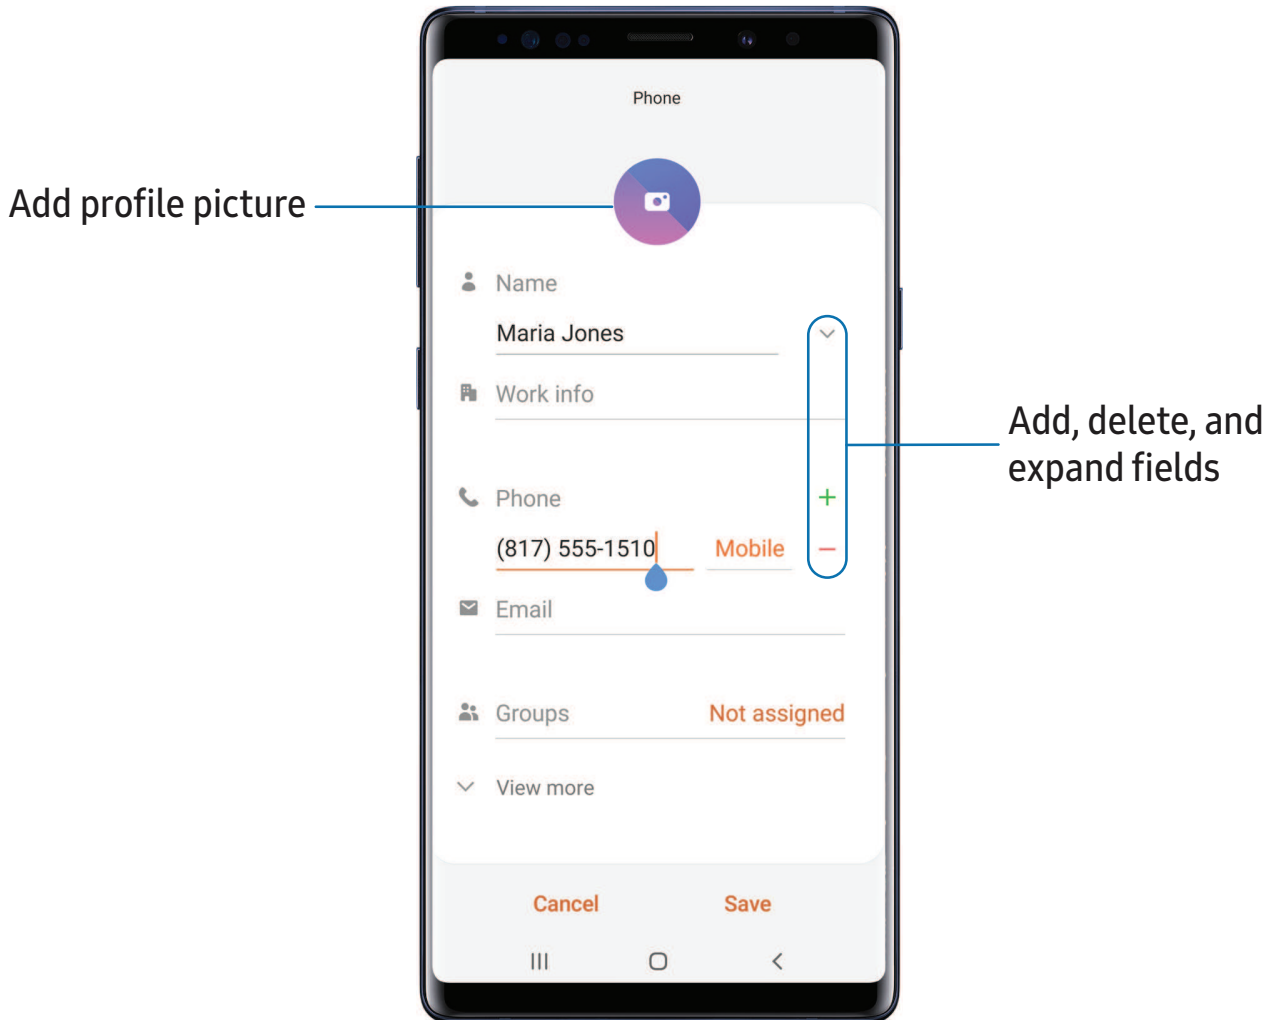 Phone
Add profile picture
Name
Maria Jones
Work info
Add, delete, and
expand fields
Phone
(817) 555-1510 Mobile
Email
Groups Not assigned
View more
Cancel Save